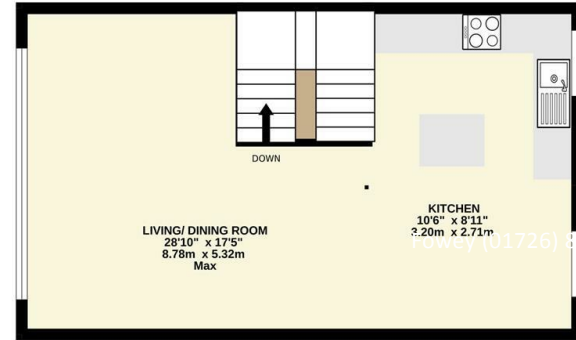 DOWN
LIVING/ DINING ROOM
28'10" x 17'5"
8.78m x 5.32m
Max
KITCHEN
10'6" x 8'11"
3.20m x 2.71m
Fowey (01726) 8